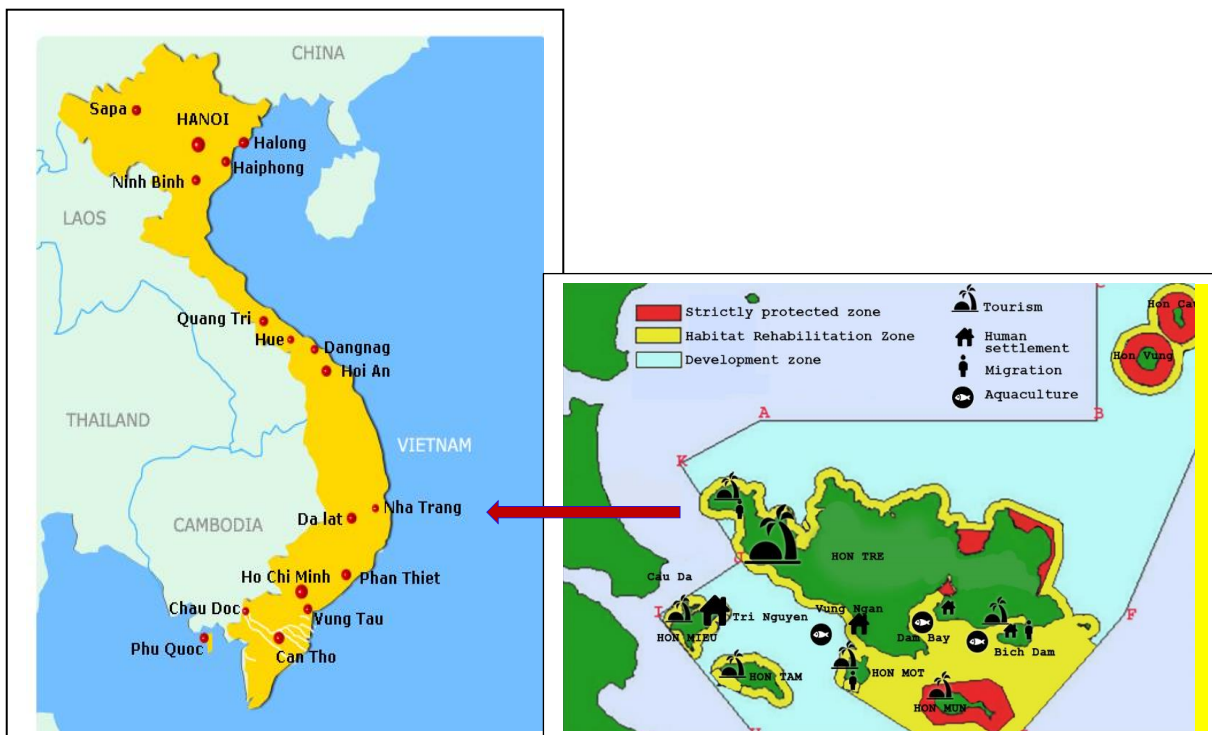 CHINA
Sapa
HANOI
Halong
Haiphong
Ninh Binh
LAOS
Quang Tri
Hue
Dangnag
Hoi An
THAILAND
VIETNAM
Nha Trang
Da lat
CAMBODIA
Ho Chi Minh
Phan Thiet
Chau Doc
Vung Tau
Phu Quoc
Can Tho
Strictly protected zone
Habitat Rehabilitation Zone
Development zone
Tourism
Human
settlement
Migration
Aquaculture
Hon Vung
A
B
K
HON TRE
Cau Da
I
Tri Nguyen
Vung Ngan
F
HON MIEU
Dam Bay
Bich Dam
HON TAM
HON MOT
HON MUN